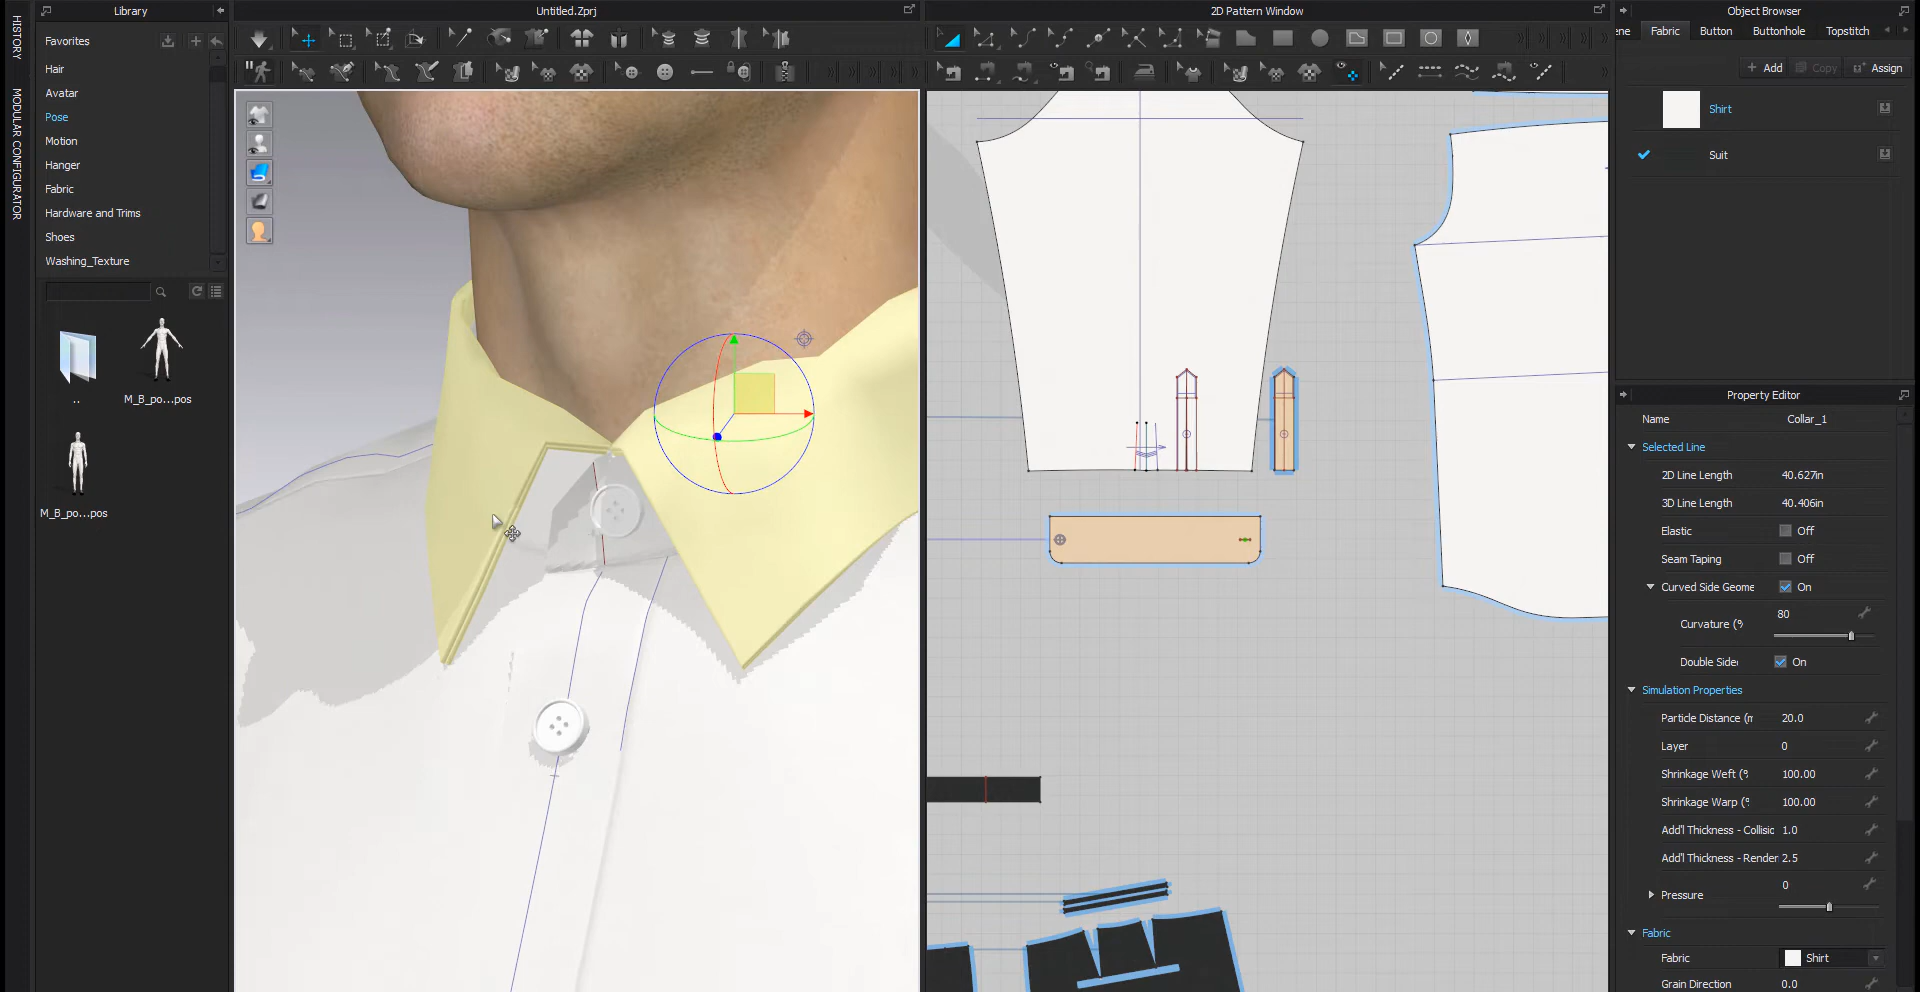 HISTORY
MODULAR CONFIGURATOR
Library
Favorites
Hair
Avatar
Pose
Motion
Hanger
Fabric
Hardware and Trims
Shoes
Washing_Texture
..
M_B_po...pos
M_B_po...pos
Untitled.Zprj
2D Pattern Window
Object Browser
ene
Fabric
Button
Buttonhole
Topstitch
+ Add
Copy
Assign
Shirt
Suit
Property Editor
Name
Collar_1
Selected Line
2D Line Length
40.627in
3D Line Length
40.406in
Elastic
Off
Seam Taping
Off
Curved Side Geome
On
Curvature (%
80
Double Side
On
Simulation Properties
Particle Distance (m
20.0
Layer
0
Shrinkage Weft (%
100.00
Shrinkage Warp (%
100.00
Add'l Thickness - Collisic
1.0
Add'l Thickness - Render
2.5
Pressure
0
Fabric
Fabric
Shirt
Grain Direction
0.0